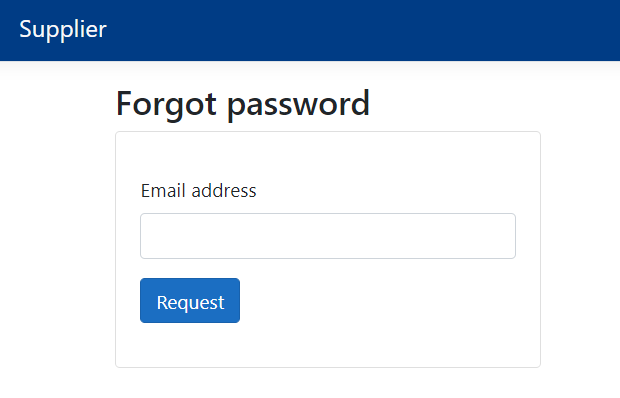 Supplier
Forgot password
Email address
Request